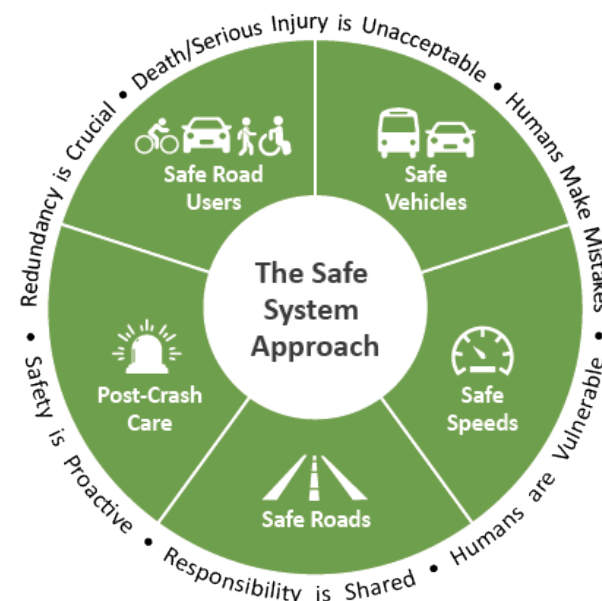 Death/Serious Injury is Unacceptable • Humans Make Mistakes • Humans are Vulnerable • Responsibility is Shared • Safety is Proactive • Redundancy is Crucial •
Safe Road
Users
Safe
Vehicles
The Safe
System
Approach
Post-Crash
Care
Safe
Speeds
Safe Roads